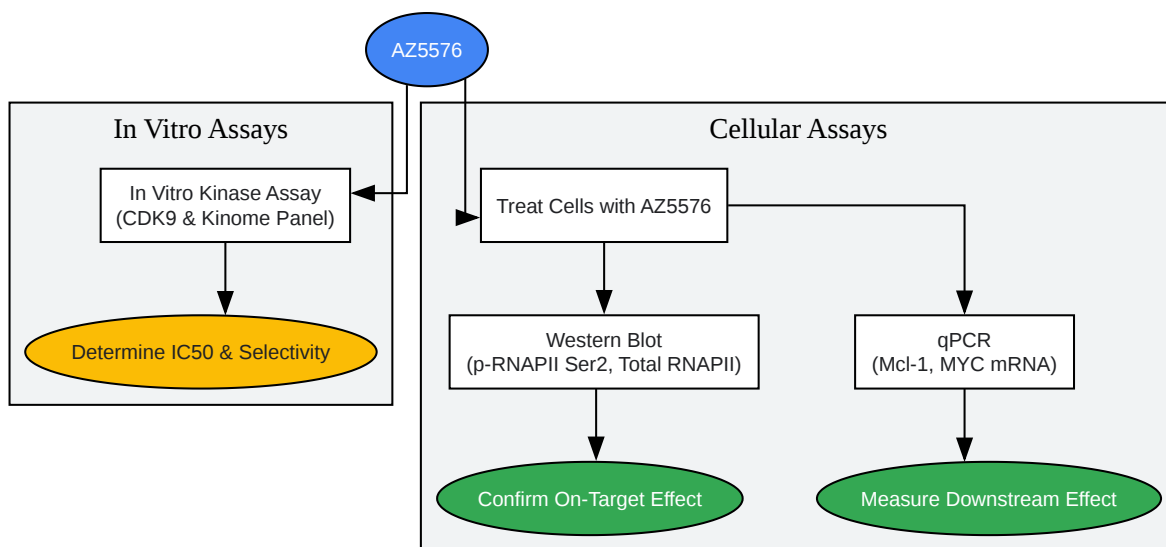 AZ5576
In Vitro Assays
In Vitro Kinase Assay
(CDK9 & Kinome Panel)
Determine IC50 & Selectivity
Cellular Assays
Treat Cells with AZ5576
Western Blot
(p-RNAPII Ser2, Total RNAPII)
qPCR
(Mcl-1, MYC mRNA)
Confirm On-Target Effect
Measure Downstream Effect